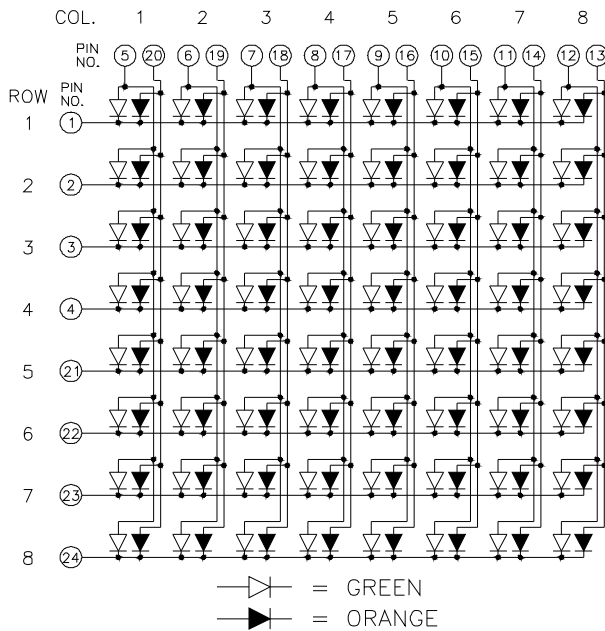 COL. 1 2 3 4 5 6 7 8
PIN NO. 5 20 6 19 7 18 8 17 9 16 10 15 11 14 12 13
ROW PIN NO.
1 1
2 2
3 3
4 4
5 21
6 22
7 23
8 24
= GREEN
= ORANGE